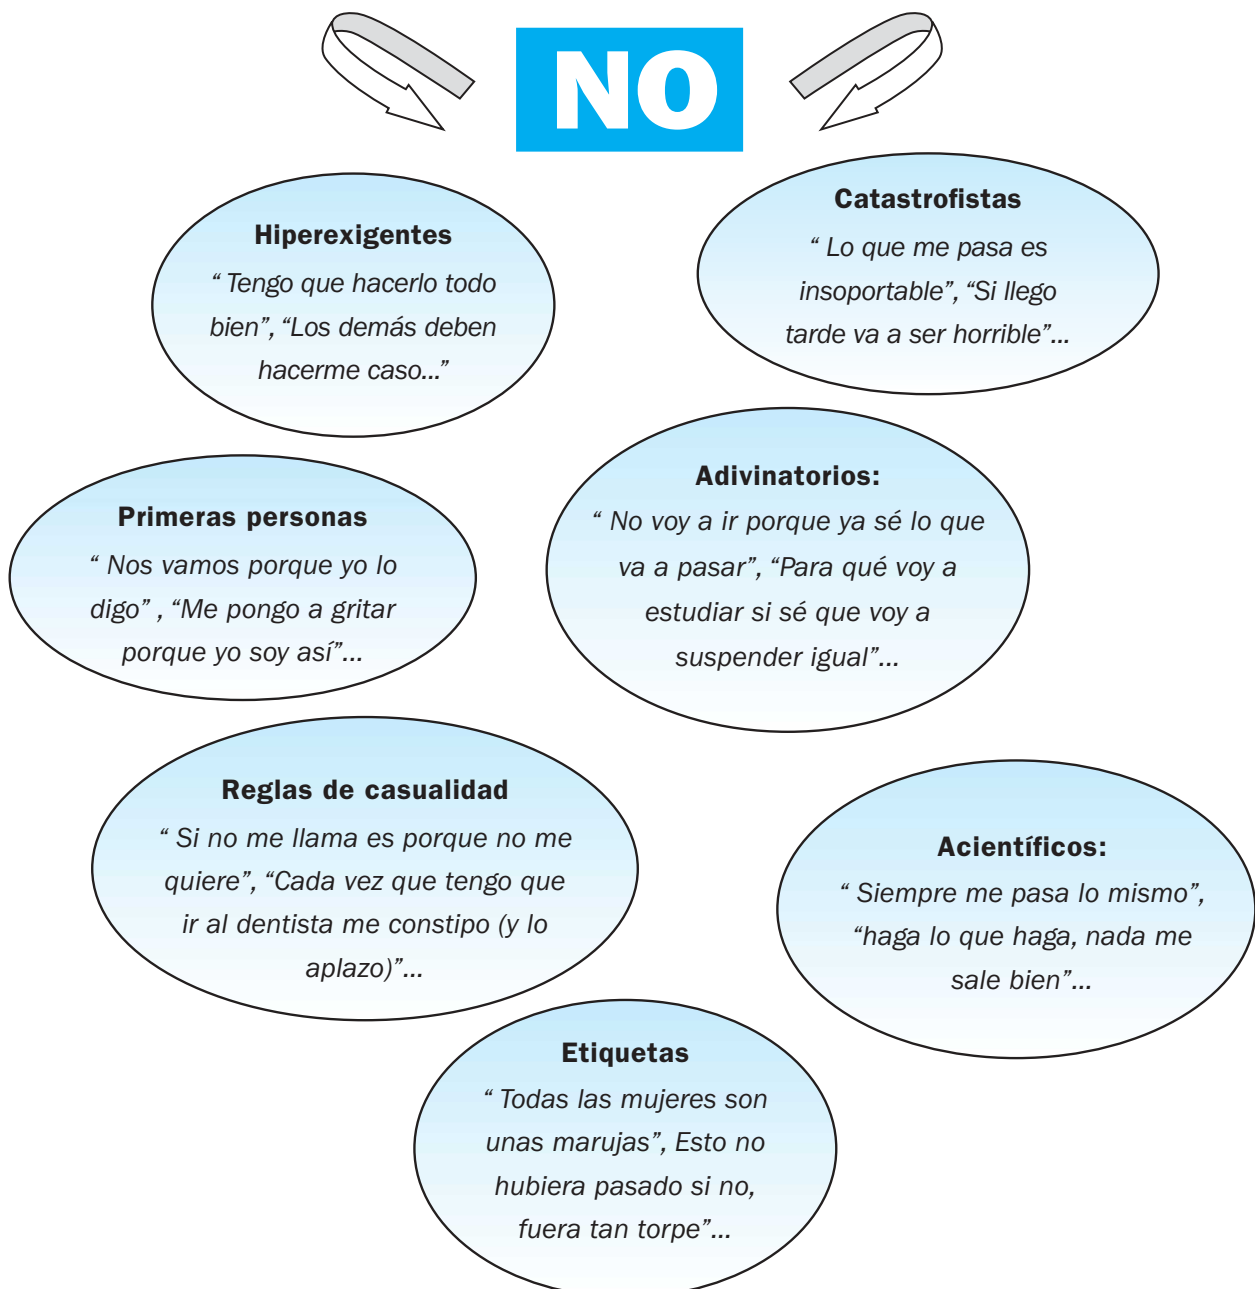 NO
Hiperexigentes
“ Tengo que hacerlo todo
bien”, “Los demás deben
hacerme caso...”
Catastrofistas
“ Lo que me pasa es
insoportable”, “Si llego
tarde va a ser horrible”...
Primeras personas
“ Nos vamos porque yo lo
digo” , “Me pongo a gritar
porque yo soy así”...
Adivinatorios:
“ No voy a ir porque ya sé lo que
va a pasar”, “Para qué voy a
estudiar si sé que voy a
suspender igual”...
Reglas de casualidad
“ Si no me llama es porque no me
quiere”, “Cada vez que tengo que
ir al dentista me constipo (y lo
aplazo)”...
Acientíficos:
“ Siempre me pasa lo mismo”,
“haga lo que haga, nada me
sale bien”...
Etiquetas
“ Todas las mujeres son
unas marujas”, Esto no
hubiera pasado si no,
fuera tan torpe”...